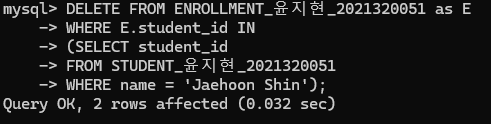 mysql> DELETE FROM ENROLLMENT_윤지현_2021320051 as E
    -> WHERE E.student_id IN
    -> (SELECT student_id
    -> FROM STUDENT_윤지현_2021320051
    -> WHERE name = 'Jaehoon Shin');
Query OK, 2 rows affected (0.032 sec)